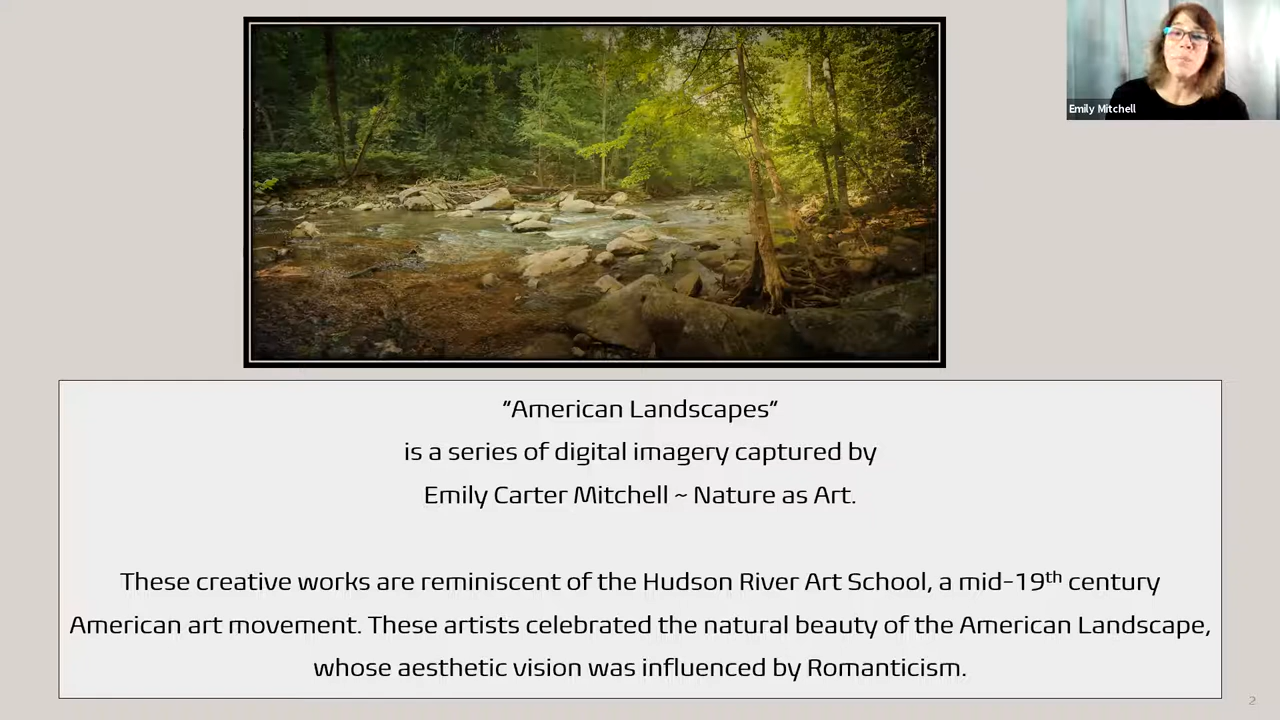 Emily Mitchell
"American Landscapes"
is a series of digital imagery captured by
Emily Carter Mitchell ~ Nature as Art.
These creative works are reminiscent of the Hudson River Art School, a mid-19th century
American art movement. These artists celebrated the natural beauty of the American Landscape,
whose aesthetic vision was influenced by Romanticism.
2